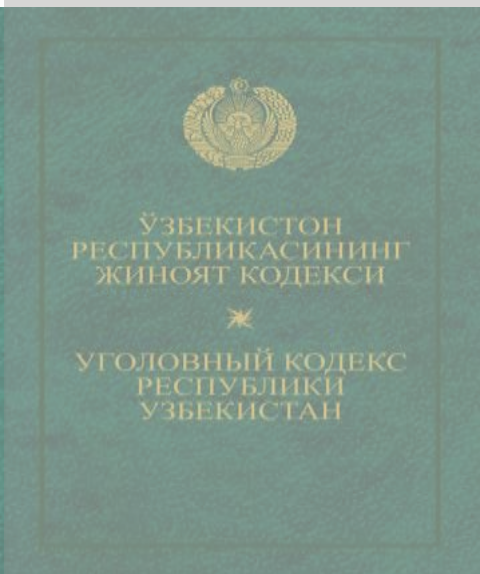 ЎЗБЕКИСТОН
РЕСПУБЛИКАСИНИНГ
ЖИНОЯТ КОДЕКСИ
УГОЛОВНЫЙ КОДЕКС
РЕСПУБЛИКИ
УЗБЕКИСТАН